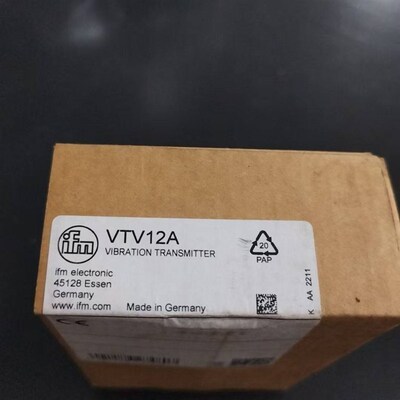 ifm
VTV12A
VIBRATION TRANSMITTER
ifm electronic
45128 Essen
Germany
www.ifm.com
Made in Germany
20
PAP
K AA 2211
CE